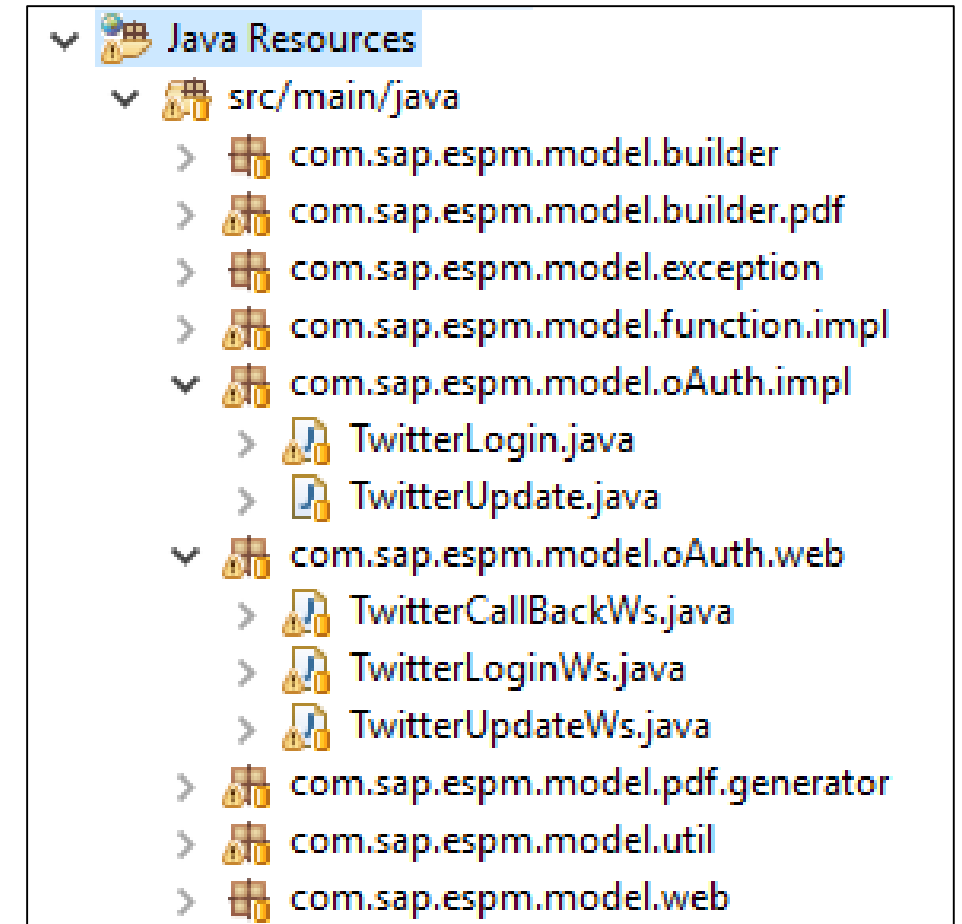 Java Resources
src/main/java
com.sap.espm.model.builder
com.sap.espm.model.builder.pdf
com.sap.espm.model.exception
com.sap.espm.model.function.impl
com.sap.espm.model.oAuth.impl
TwitterLogin.java
TwitterUpdate.java
com.sap.espm.model.oAuth.web
TwitterCallBackWs.java
TwitterLoginWs.java
TwitterUpdateWs.java
com.sap.espm.model.pdf.generator
com.sap.espm.model.util
com.sap.espm.model.web